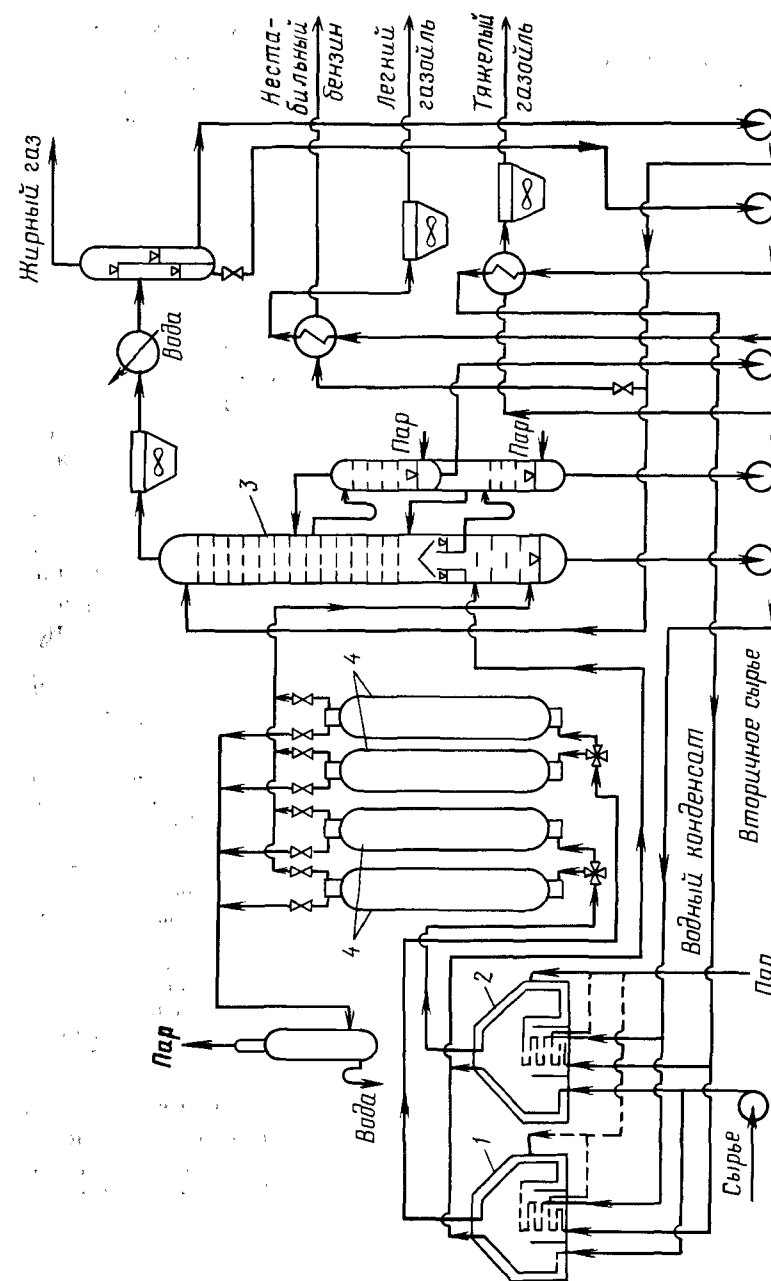 Жирный газ
Неста-
бильный
бензин
Легкий
газойль
Тяжелый
газойль
Вода
3
Пар
Пар
4
4
4
Пар
Вода
2
1
Водный конденсат
Вторичное сырье
Пар
Сырье